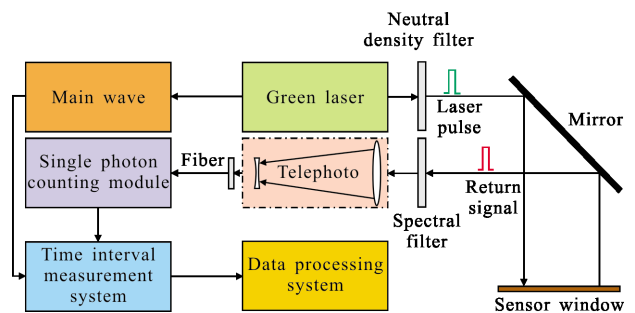 Neutral
density filter
Main wave
Green laser
Laser
pulse
Mirror
Single photon
counting module
Fiber
Telephoto
Return
signal
Spectral
filter
Time interval
measurement
system
Data processing
system
Sensor window